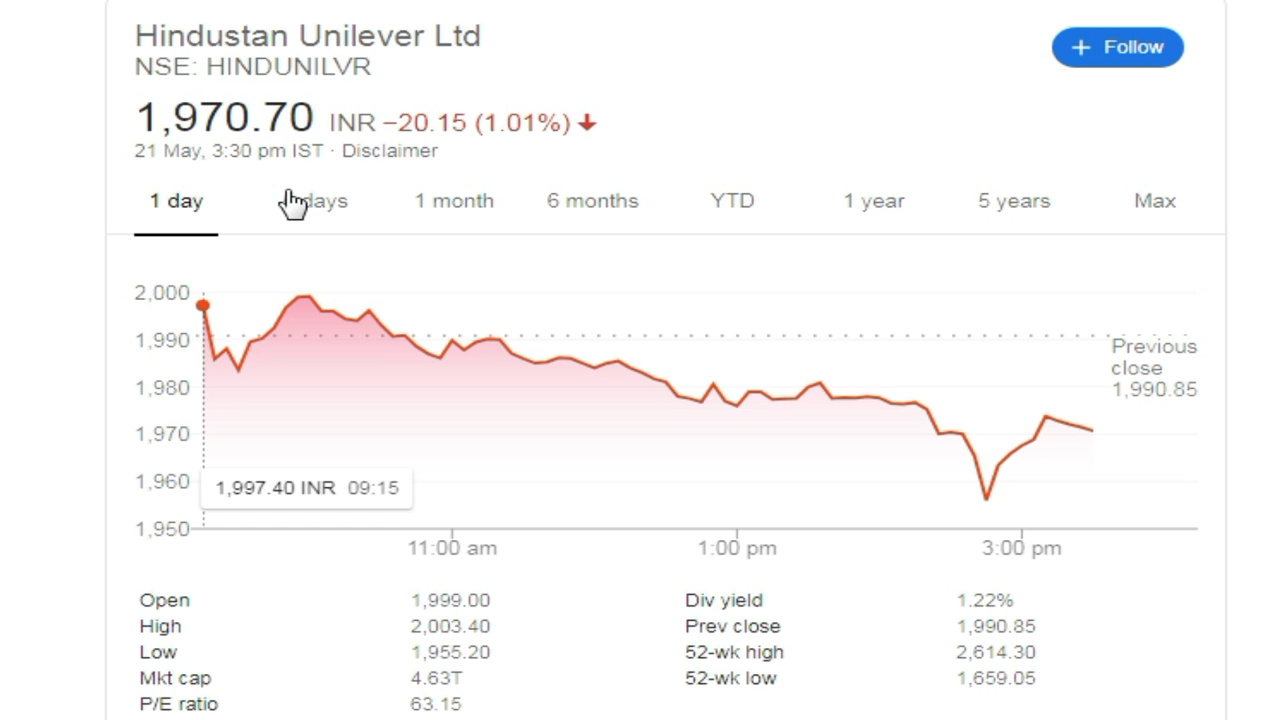 Hindustan Unilever Ltd
NSE: HINDUNILVR
+ Follow
1,970.70 INR −20.15 (1.01%)
21 May, 3:30 pm IST · Disclaimer
1 day days 1 month 6 months YTD 1 year 5 years Max
2,000
1,990
1,980
1,970
1,960
1,950
Previous
close
1,990.85
1,997.40 INR 09:15
11:00 am 1:00 pm 3:00 pm
Open 1,999.00 Div yield 1.22%
High 2,003.40 Prev close 1,990.85
Low 1,955.20 52-wk high 2,614.30
Mkt cap 4.63T 52-wk low 1,659.05
P/E ratio 63.15